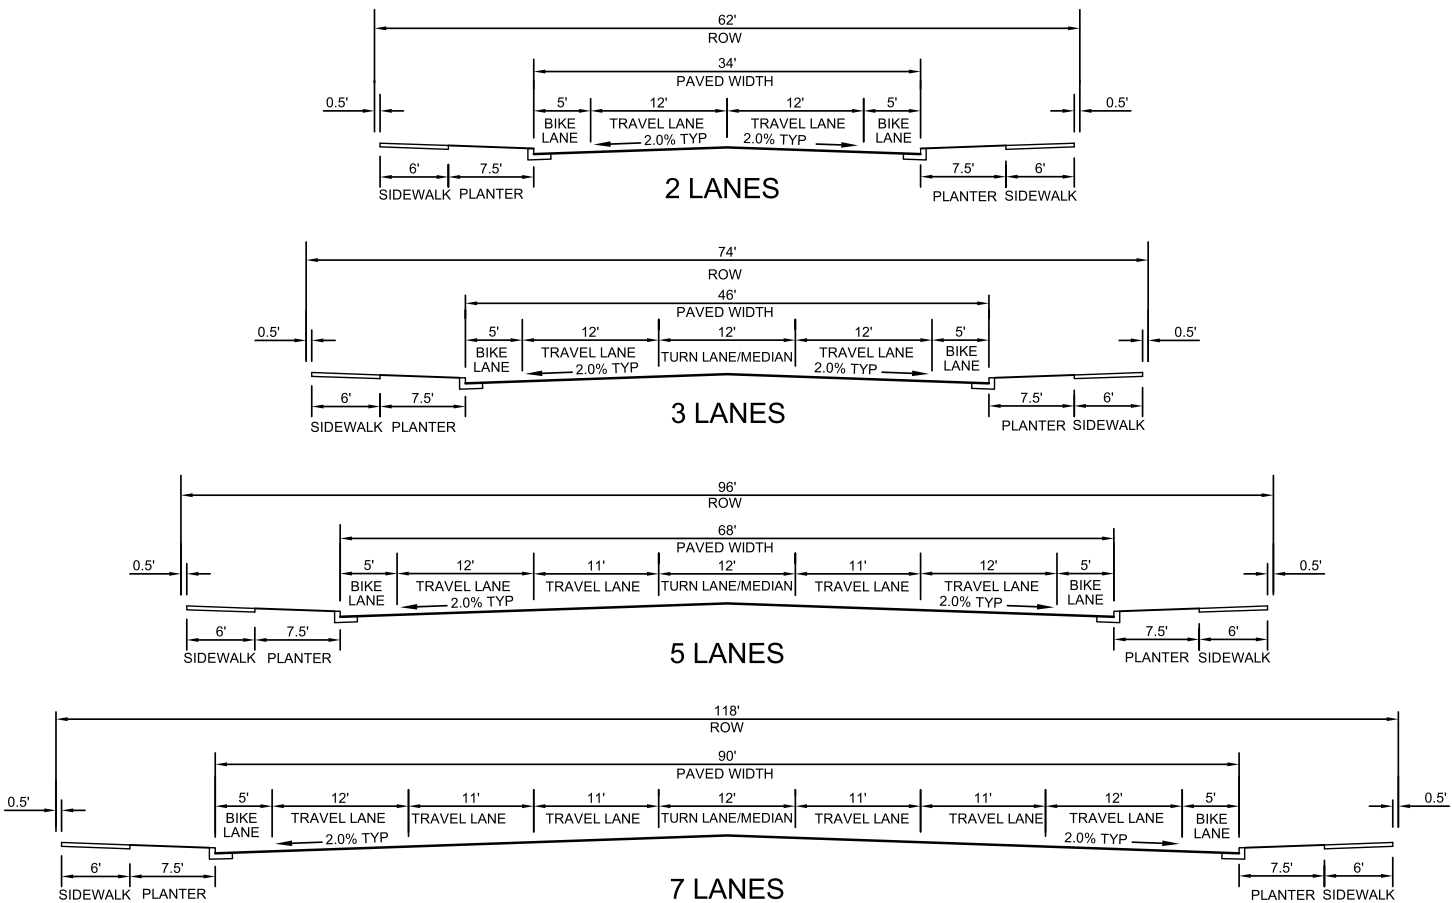 62'
ROW
34'
PAVED WIDTH
0.5' 5' 12' 12' 5' 0.5'
BIKE LANE TRAVEL LANE TRAVEL LANE BIKE LANE
2.0% TYP 2.0% TYP
6' 7.5' 7.5' 6'
SIDEWALK PLANTER PLANTER SIDEWALK
2 LANES
74'
ROW
46'
PAVED WIDTH
0.5' 5' 12' 12' 12' 5' 0.5'
BIKE LANE TRAVEL LANE TURN LANE/MEDIAN TRAVEL LANE BIKE LANE
2.0% TYP 2.0% TYP
6' 7.5' 7.5' 6'
SIDEWALK PLANTER PLANTER SIDEWALK
3 LANES
96'
ROW
68'
PAVED WIDTH
0.5' 5' 12' 11' 12' 11' 12' 5' 0.5'
BIKE LANE TRAVEL LANE TRAVEL LANE TURN LANE/MEDIAN TRAVEL LANE TRAVEL LANE BIKE LANE
2.0% TYP 2.0% TYP
6' 7.5' 7.5' 6'
SIDEWALK PLANTER PLANTER SIDEWALK
5 LANES
118'
ROW
90'
PAVED WIDTH
0.5' 5' 12' 11' 11' 12' 11' 11' 12' 5' 0.5'
BIKE LANE TRAVEL LANE TRAVEL LANE TRAVEL LANE TURN LANE/MEDIAN TRAVEL LANE TRAVEL LANE TRAVEL LANE BIKE LANE
2.0% TYP 2.0% TYP
6' 7.5' 7.5' 6'
SIDEWALK PLANTER PLANTER SIDEWALK
7 LANES